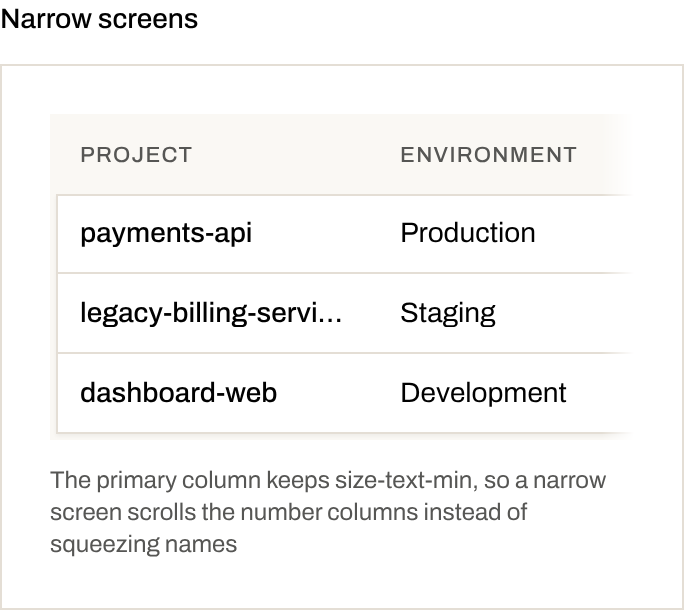 Narrow screens
PROJECT ENVIRONMENT
payments-api Production
legacy-billing-servi... Staging
dashboard-web Development
The primary column keeps size-text-min, so a narrow
screen scrolls the number columns instead of
squeezing names